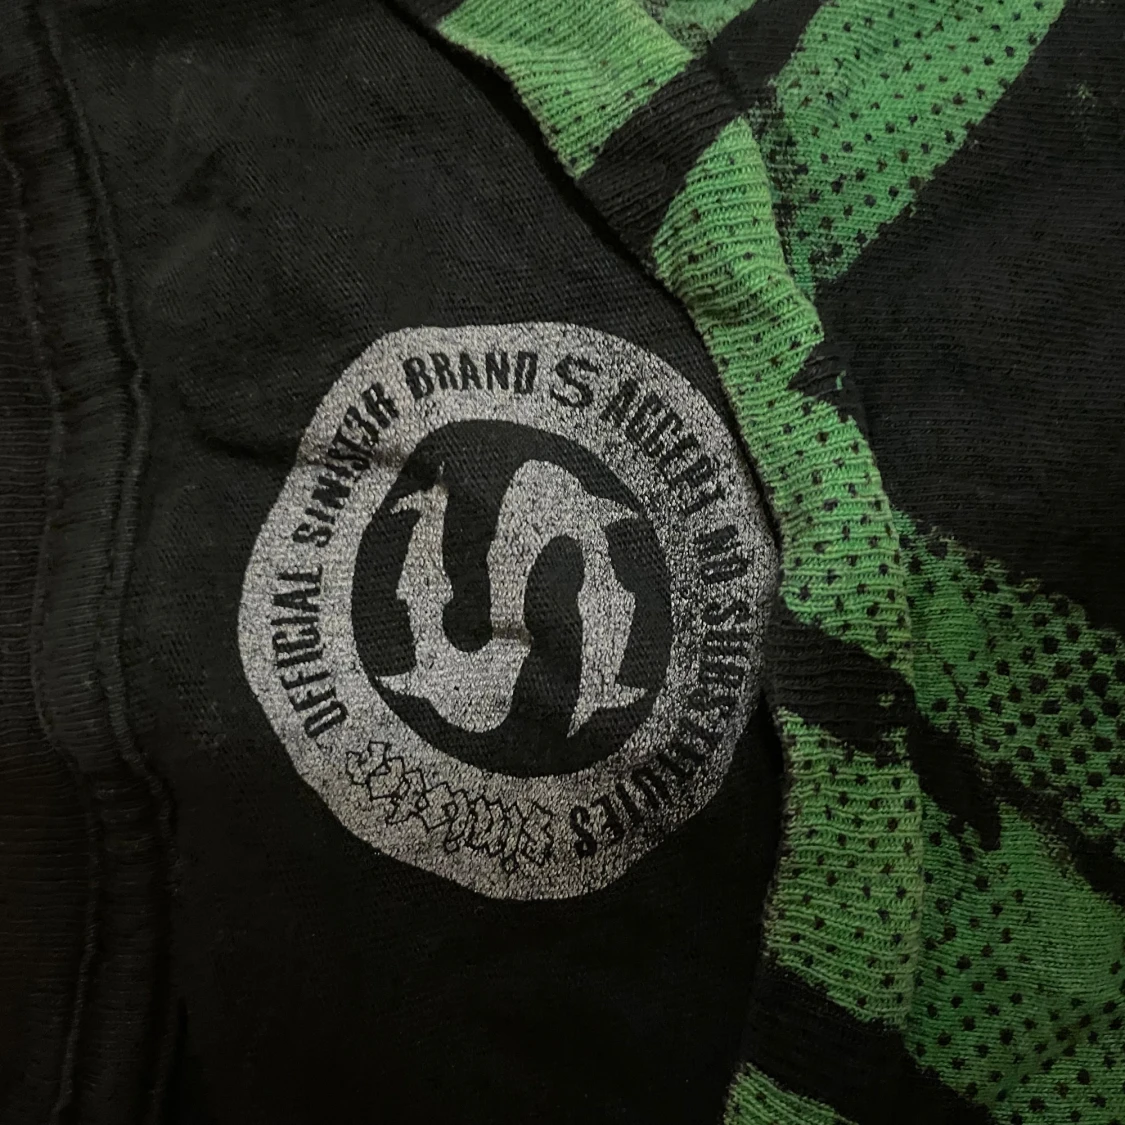 OFFICIAL SINIST3R BRAND S ACCEPT NO SUBSTITUTES